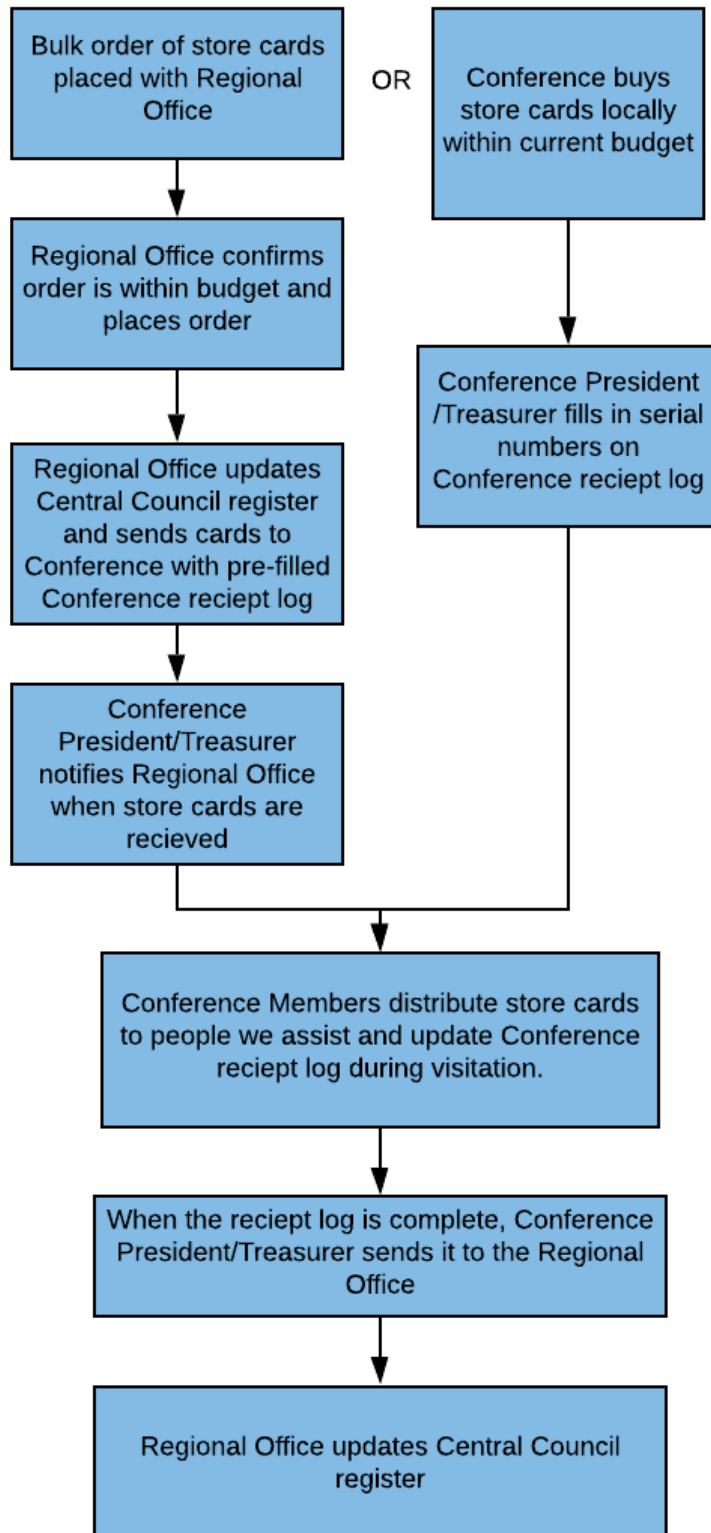 Bulk order of store cards
placed with Regional
Office
OR
Conference buys
store cards locally
within current budget
Regional Office confirms
order is within budget and
places order
Conference President
/Treasurer fills in serial
numbers on
Conference reciept log
Regional Office updates
Central Council register
and sends cards to
Conference with pre-filled
Conference reciept log
Conference
President/Treasurer
notifies Regional Office
when store cards are
recieved
Conference Members distribute store cards
to people we assist and update Conference
reciept log during visitation.
When the reciept log is complete, Conference
President/Treasurer sends it to the Regional
Office
Regional Office updates Central Council
register